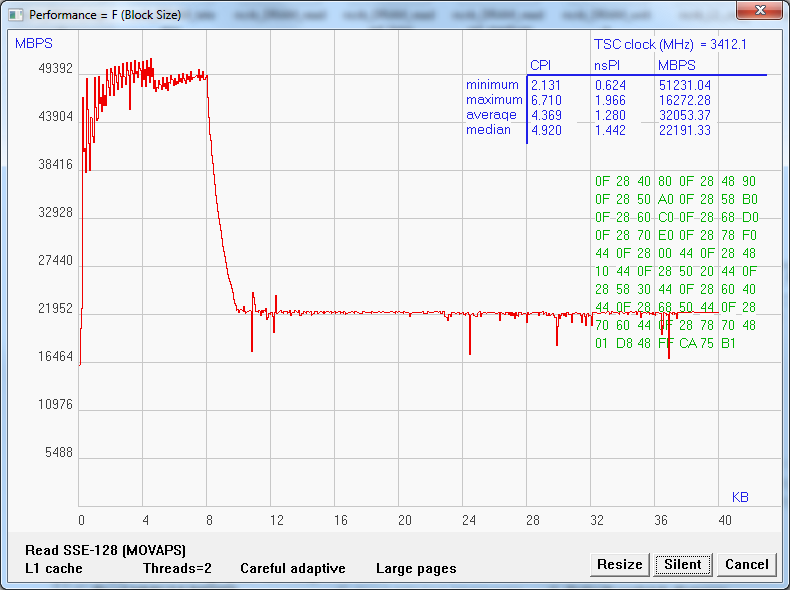 Performance = F (Block Size)
MBPS
TSC clock (MHz) = 3412.1
CPI nsPI MBPS
minimum 2.131 0.624 51231.04
maximum 6.710 1.966 16272.28
average 4.369 1.280 32053.37
median 4.920 1.442 22191.33
49392
43904
38416
32928
27440
21952
16464
10976
5488
0F 28 40 80 0F 28 48 90
0F 28 50 A0 0F 28 58 B0
0F 28 60 C0 0F 28 68 D0
0F 28 70 E0 0F 28 78 F0
44 0F 28 00 44 0F 28 48
10 44 0F 28 50 20 44 0F
28 58 30 44 0F 28 60 40
44 0F 28 68 50 44 0F 28
70 60 44 0F 28 78 70 48
01 D8 48 FF CA 75 B1
KB
0 4 8 12 16 20 24 28 32 36 40
Read SSE-128 (MOVAPS)
L1 cache Threads=2 Careful adaptive Large pages
Resize Silent Cancel